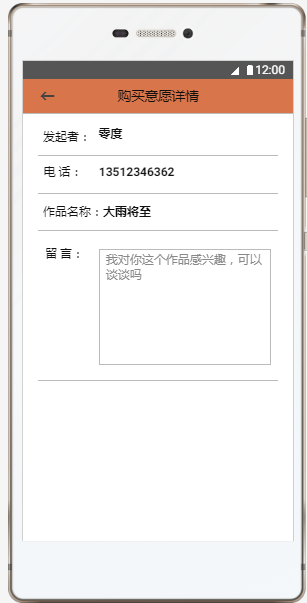 12:00
购买意愿详情
发起者： 零度
电 话： 13512346362
作品名称：大雨将至
留 言： 我对你这个作品感兴趣，可以
谈谈吗